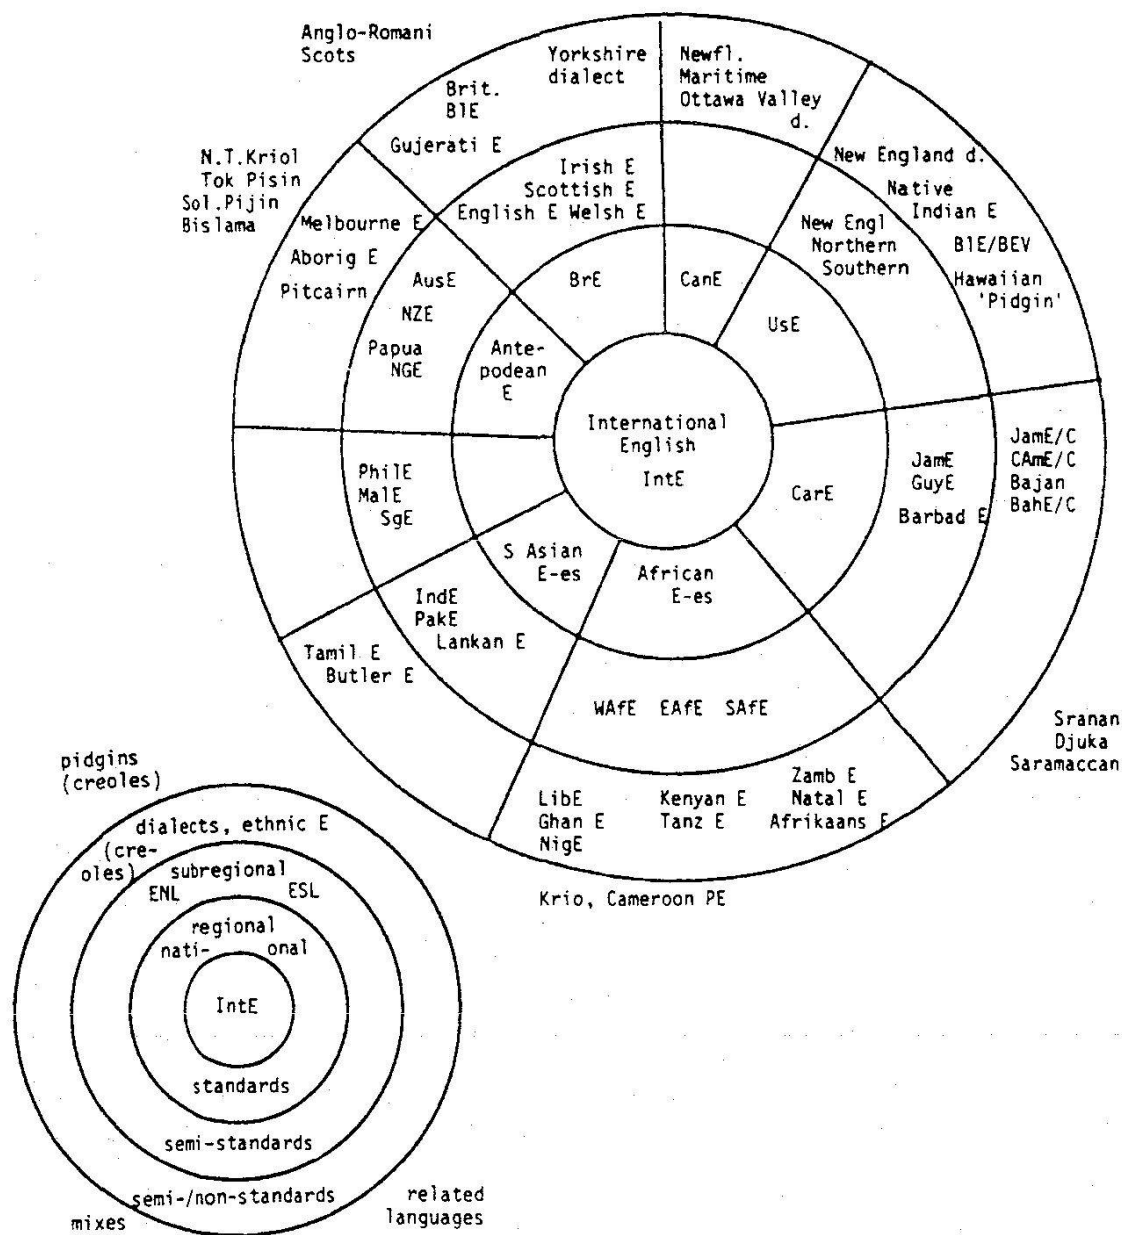 Anglo-Romani
Scots
Yorkshire
dialect
Brit.
BlE
Gujerati E
Newfl.
Maritime
Ottawa Valley
d.
New England d.
Native
Indian E
BlE/BEV
Hawaiian
'Pidgin'
N.T.Kriol
Tok Pisin
Sol.Pijin
Bislama
Melbourne E
Aborig E
Pitcairn
Irish E
Scottish E
English E Welsh E
New Engl
Northern
Southern
AusE
NZE
Papua
NGE
BrE
CanE
UsE
Ante-
podean
E
International
English
IntE
JamE/C
CAmE/C
Bajan
BahE/C
JamE
GuyE
Barbad E
CarE
PhilE
MalE
SgE
S Asian
E-es
African
E-es
IndE
PakE
Lankan E
Tamil E
Butler E
WAfE EAfE SAfE
Sranan
Djuka
Saramaccan
LibE
Ghan E
NigE
Kenyan E
Tanz E
Zamb E
Natal E
Afrikaans E
Krio, Cameroon PE
pidgins
(creoles)
dialects, ethnic E
(cre-
oles)
subregional
ENL ESL
regional
nati- onal
IntE
standards
semi-standards
semi-/non-standards
mixes
related
languages